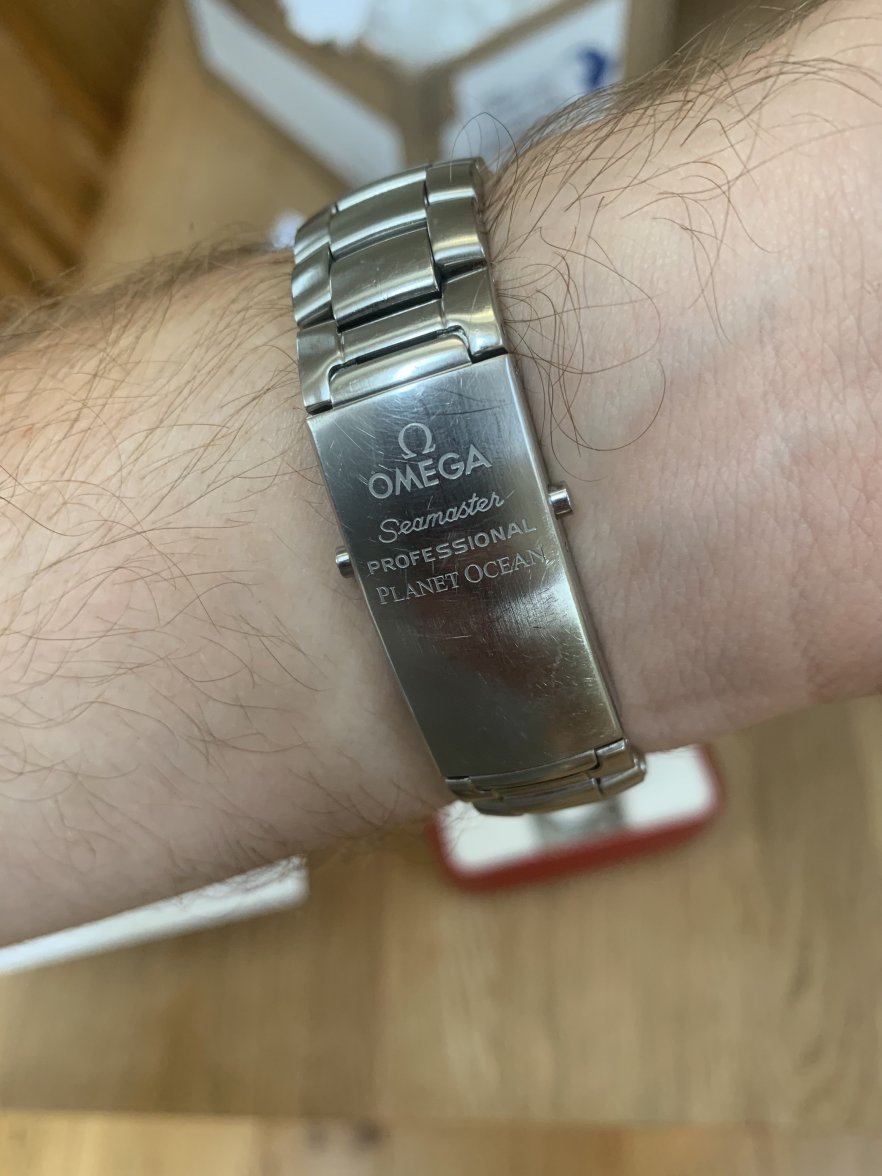 Ω
OMEGA
Seamaster
PROFESSIONAL
PLANET OCEAN